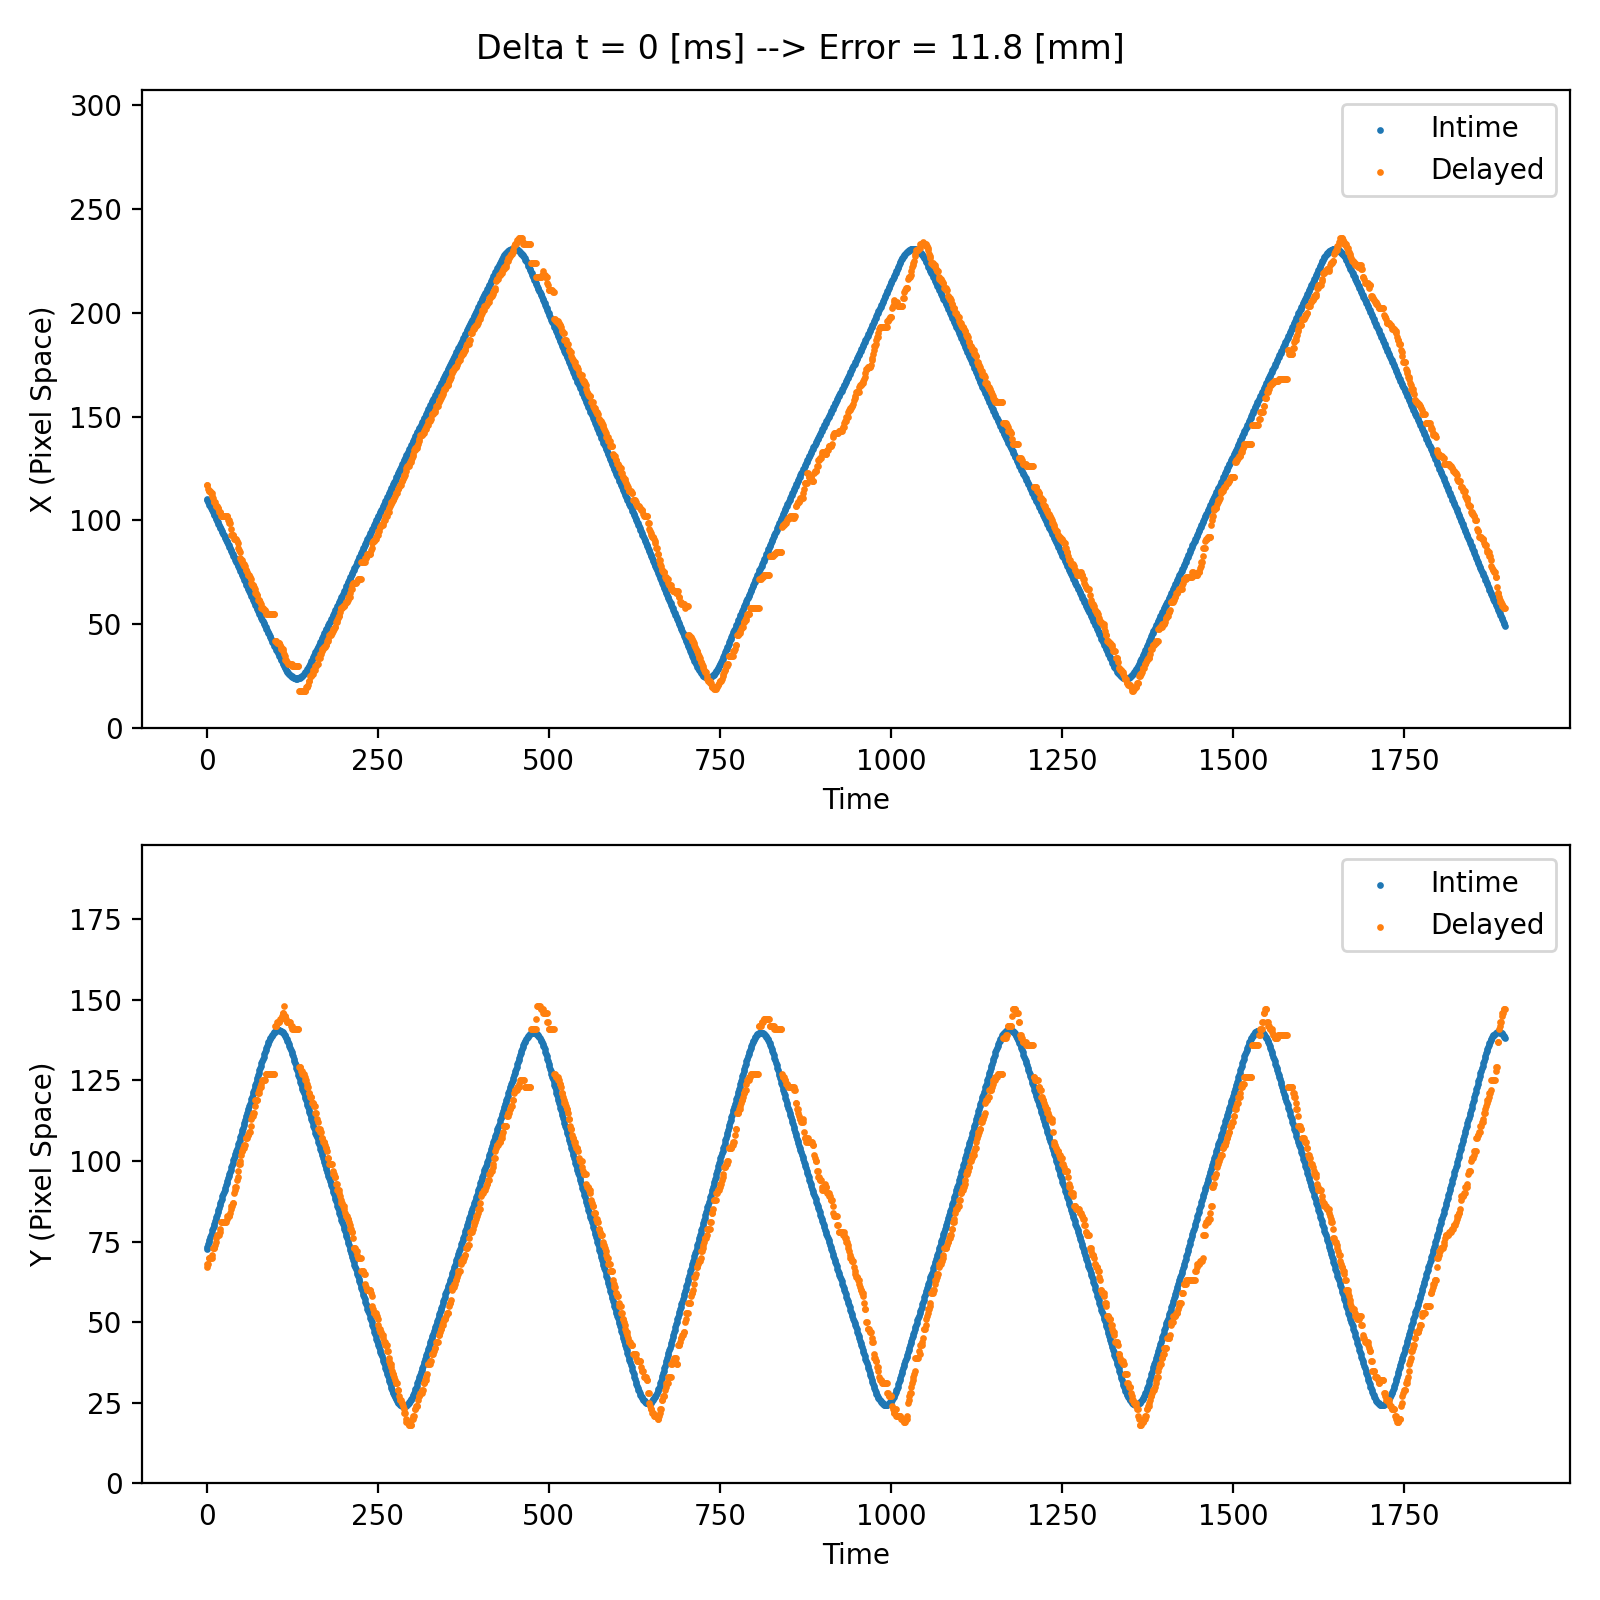 Delta t = 0 [ms] --> Error = 11.8 [mm]
300
250
200
150
100
50
0
X (Pixel Space)
Intime
Delayed
0 250 500 750 1000 1250 1500 1750
Time
175
150
125
100
75
50
25
0
Y (Pixel Space)
Intime
Delayed
0 250 500 750 1000 1250 1500 1750
Time